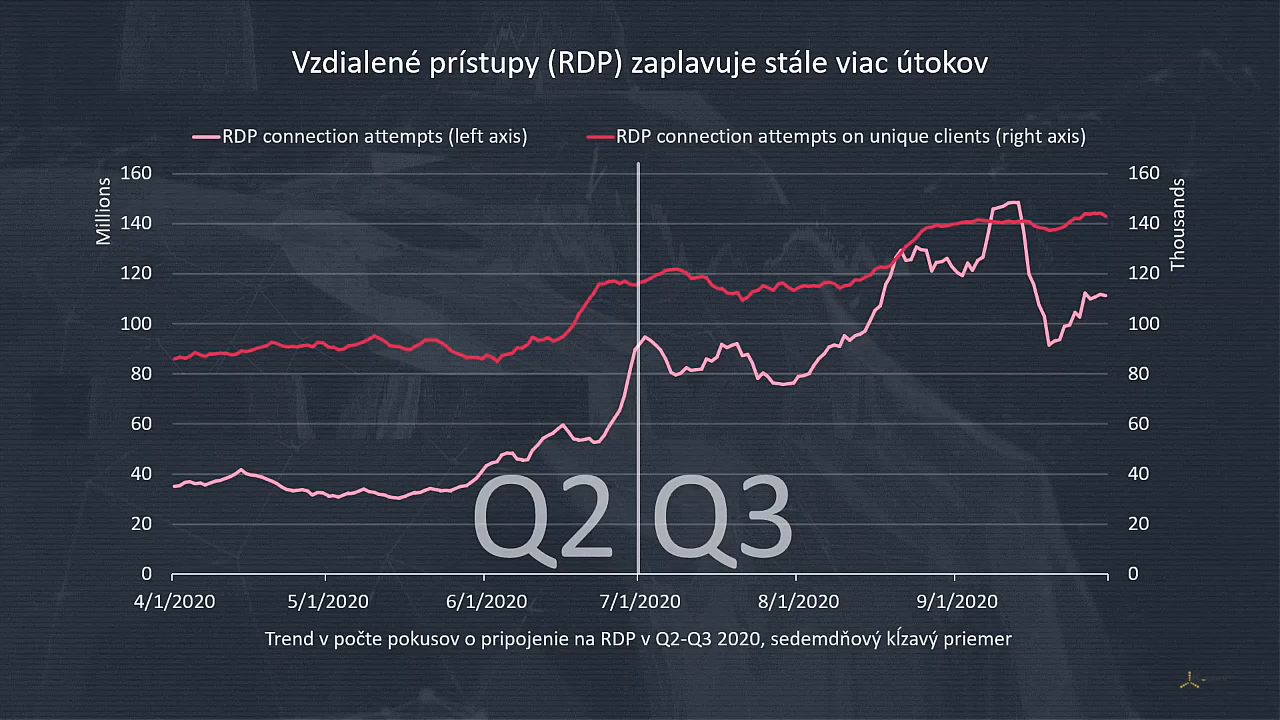 Vzdialené prístupy (RDP) zaplavuje stále viac útokov
RDP connection attempts (left axis) RDP connection attempts on unique clients (right axis)
Millions
Thousands
160 160
140 140
120 120
100 100
80 80
60 60
40 40
20 20
0 0
Q2 Q3
4/1/2020 5/1/2020 6/1/2020 7/1/2020 8/1/2020 9/1/2020
Trend v počte pokusov o pripojenie na RDP v Q2-Q3 2020, sedemdňový kĺzavý priemer